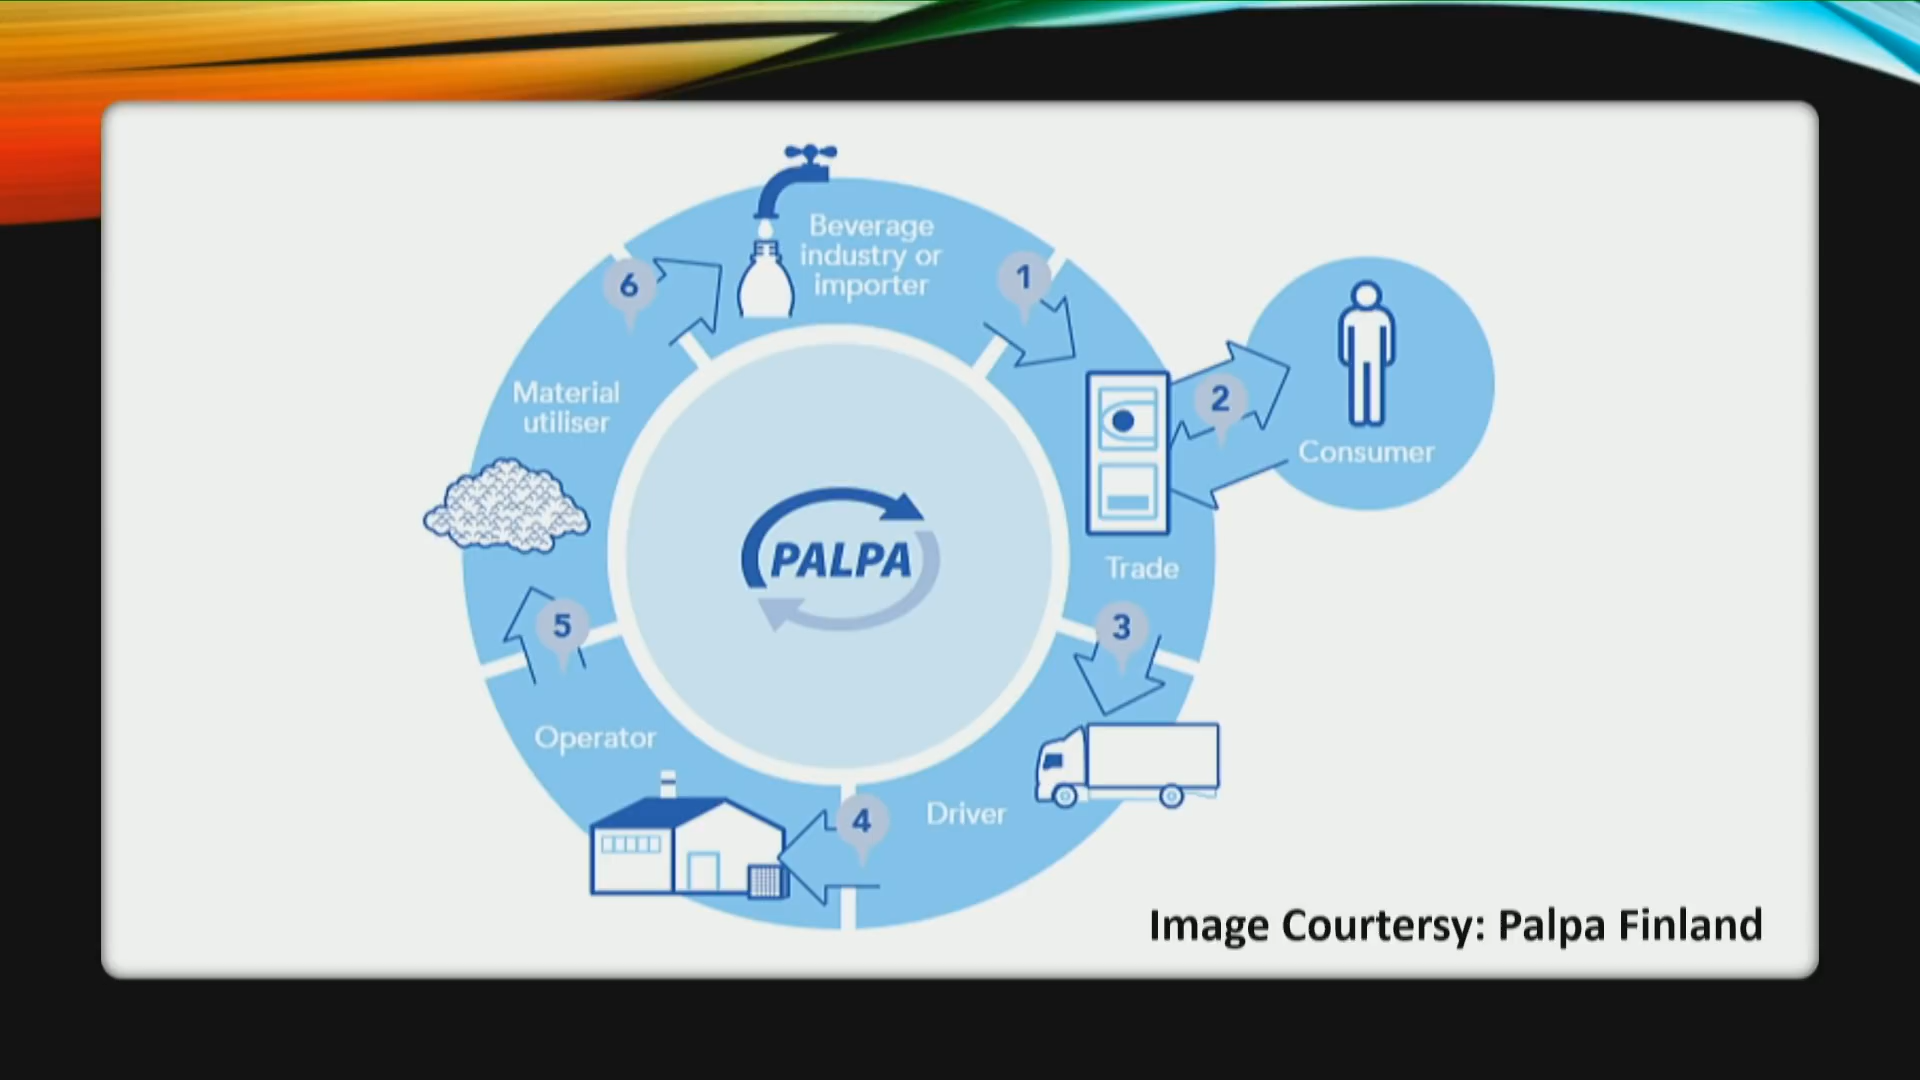 Beverage
industry or
importer
1
2
Consumer
Trade
3
Driver
4
Operator
5
Material
utiliser
6
PALPA
Image Courtersy: Palpa Finland